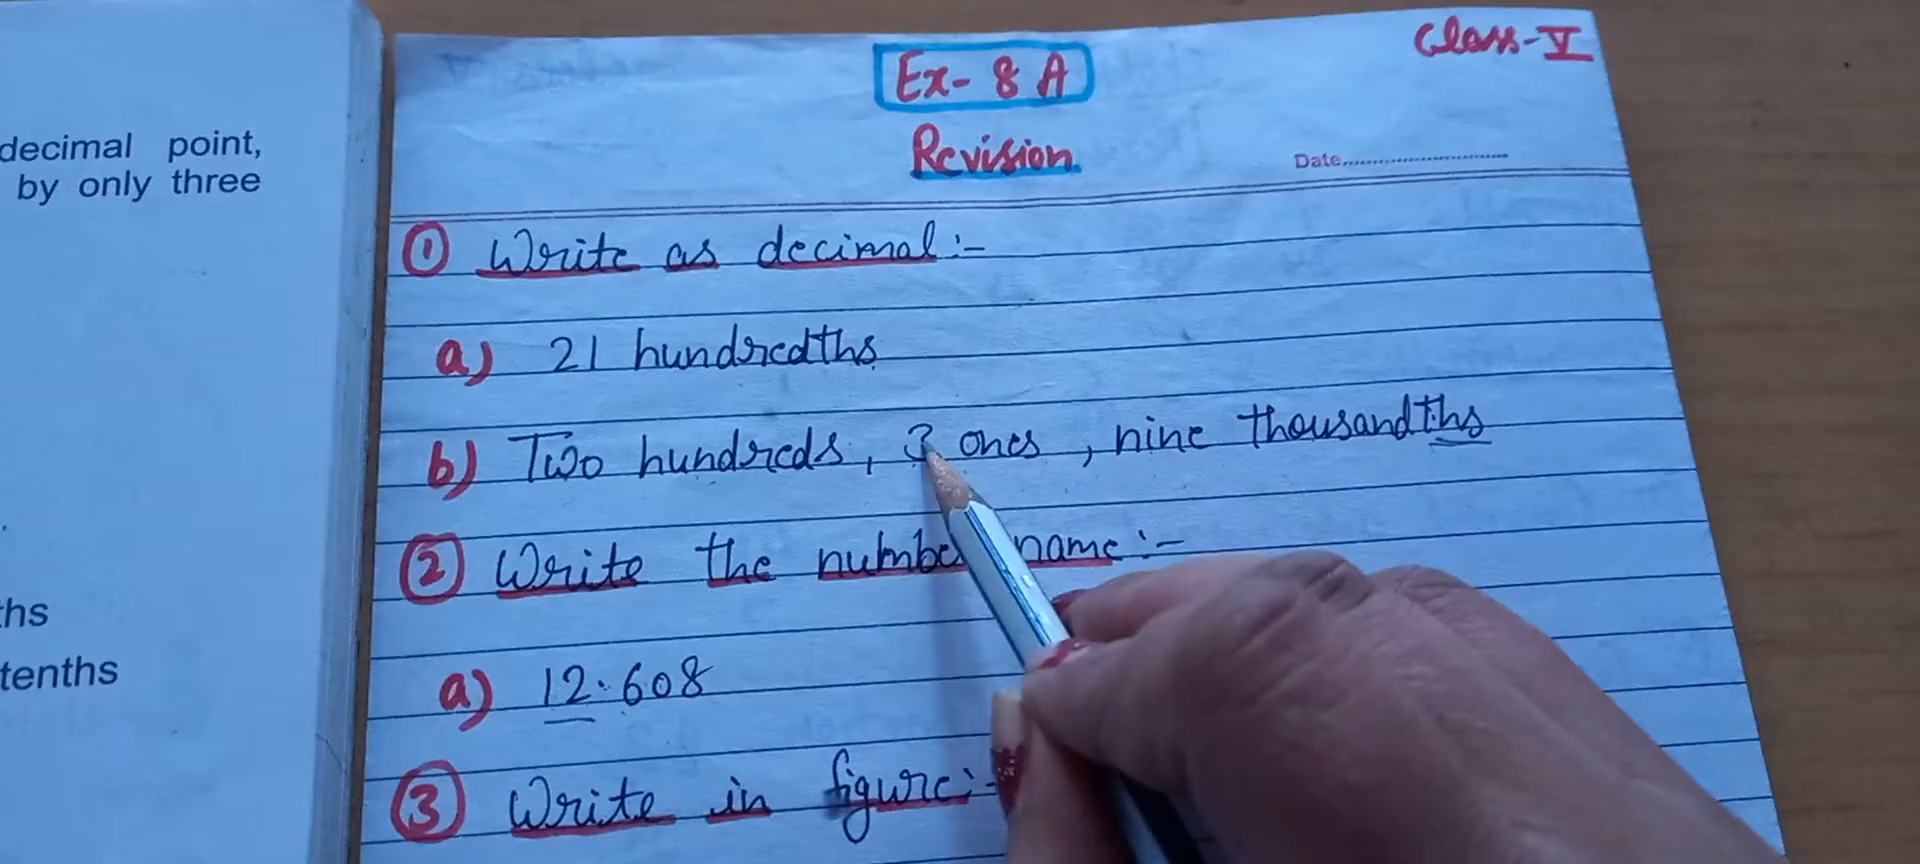 decimal point,
by only three
ths
tenths
Class-V
Ex-8 A
Revision
Date
① Write as decimal:-
a) 21 hundredths
b) Two hundreds, 3 ones, nine thousandths
② Write the number name:-
a) 12.608
③ Write in figure:-